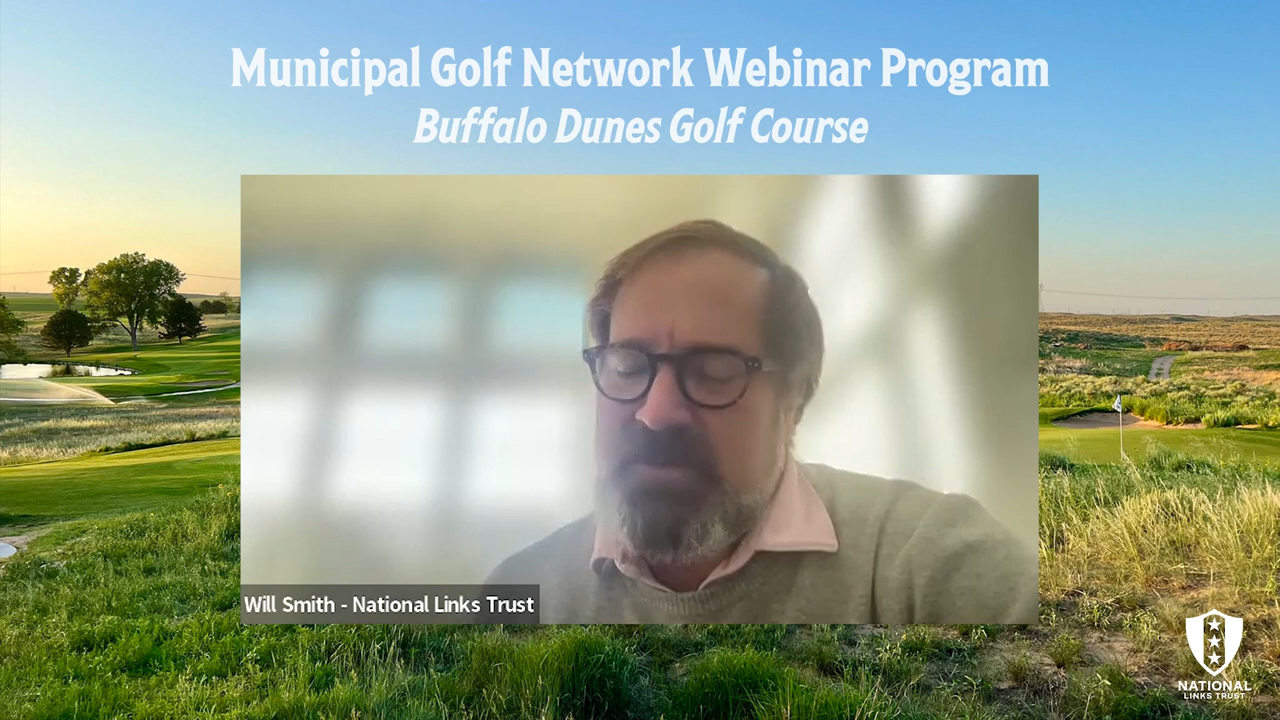 Municipal Golf Network Webinar Program
Buffalo Dunes Golf Course
Will Smith - National Links Trust
NATIONAL
LINKS TRUST